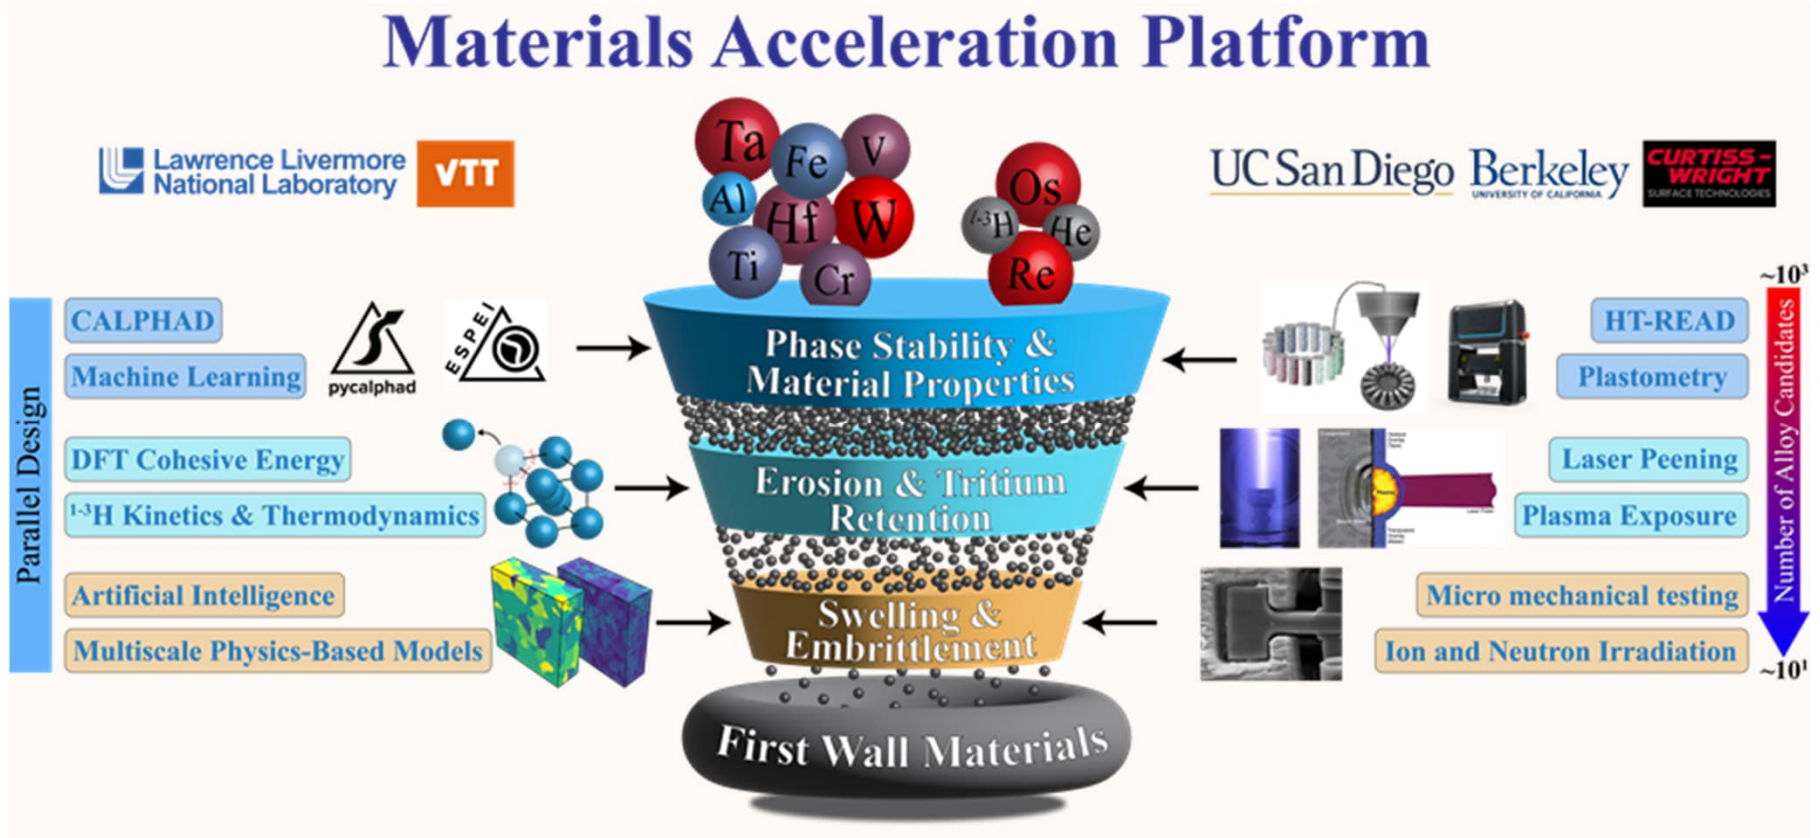 Materials Acceleration Platform
Lawrence Livermore
National Laboratory
VTT
Ta
Fe
V
Al
Hf
W
Ti
Cr
Os
1-3H
He
Re
UC San Diego
Berkeley
UNIVERSITY OF CALIFORNIA
CURTISS-
WRIGHT
SURFACE TECHNOLOGIES
Parallel Design
CALPHAD
Machine Learning
pycalphad
ESPEI
DFT Cohesive Energy
1-3H Kinetics & Thermodynamics
Artificial Intelligence
Multiscale Physics-Based Models
Phase Stability &
Material Properties
Erosion & Tritium
Retention
Swelling &
Embrittlement
First Wall Materials
HT-READ
Plastometry
Laser Peening
Plasma Exposure
Micro mechanical testing
Ion and Neutron Irradiation
~10³
Number of Alloy Candidates
~10¹